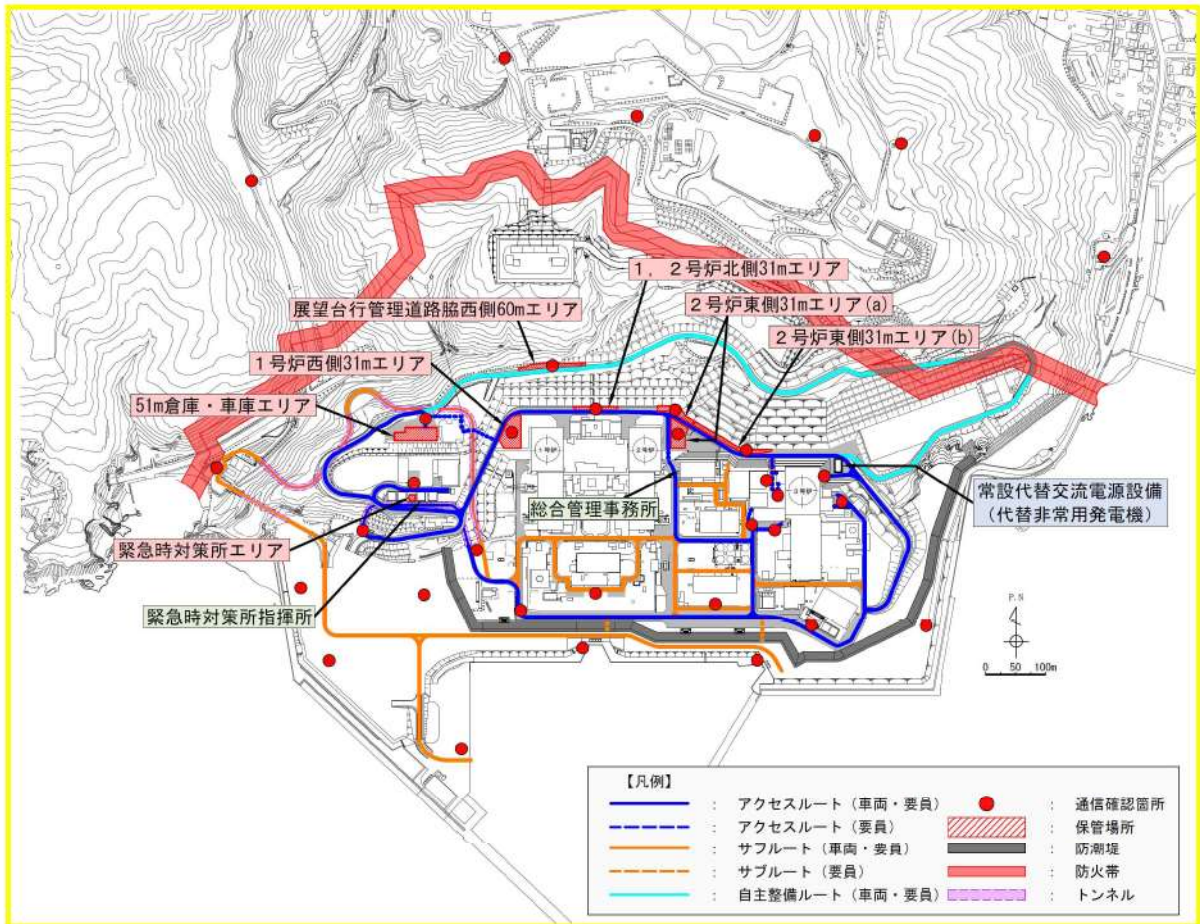 1，2号炉北側31mエリア
展望台行管理道路脇西側60mエリア
2号炉東側31mエリア(a)
2号炉東側31mエリア(b)
1号炉西側31mエリア
51m倉庫・車庫エリア
1号炉
2号炉
3号炉
総合管理事務所
常設代替交流電源設備
（代替非常用発電機）
緊急時対策所エリア
緊急時対策所指揮所
P.N
0 50 100m
【凡例】
： アクセスルート（車両・要員）
： 通信確認箇所
： アクセスルート（要員）
： 保管場所
： サブルート（車両・要員）
： 防潮堤
： サブルート（要員）
： 防火帯
： 自主整備ルート（車両・要員）
： トンネル